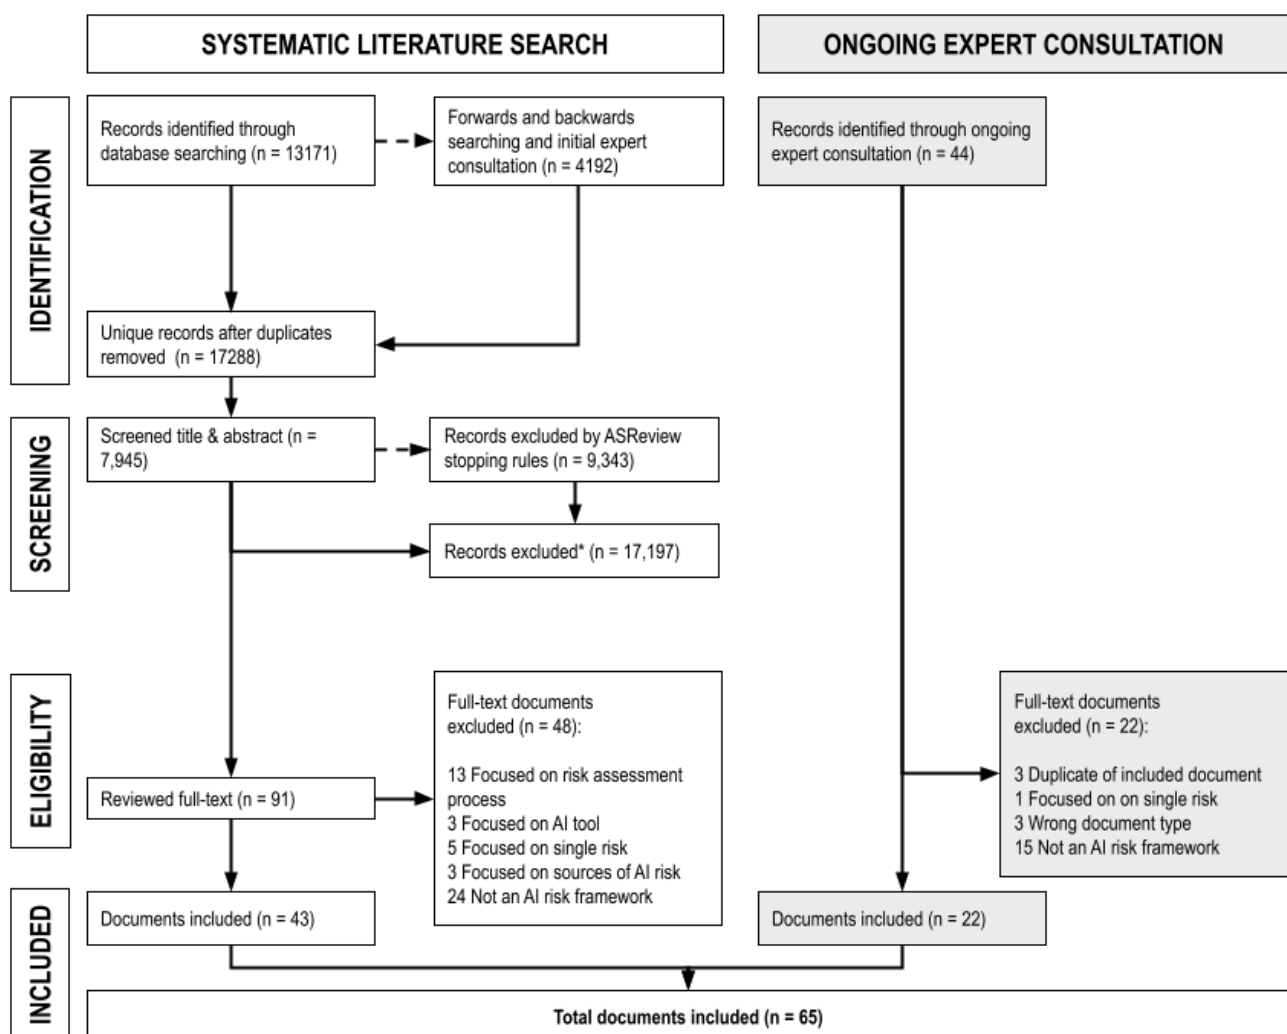 SYSTEMATIC LITERATURE SEARCH
ONGOING EXPERT CONSULTATION
IDENTIFICATION
Records identified through
database searching (n = 13171)
Forwards and backwards
searching and initial expert
consultation (n = 4192)
Records identified through ongoing
expert consultation (n = 44)
Unique records after duplicates
removed (n = 17288)
SCREENING
Screened title & abstract (n =
7,945)
Records excluded by ASReview
stopping rules (n = 9,343)
Records excluded* (n = 17,197)
ELIGIBILITY
Reviewed full-text (n = 91)
Full-text documents
excluded (n = 48):
13 Focused on risk assessment
process
3 Focused on AI tool
5 Focused on single risk
3 Focused on sources of AI risk
24 Not an AI risk framework
Full-text documents
excluded (n = 22):
3 Duplicate of included document
1 Focused on on single risk
3 Wrong document type
15 Not an AI risk framework
INCLUDED
Documents included (n = 43)
Documents included (n = 22)
Total documents included (n = 65)